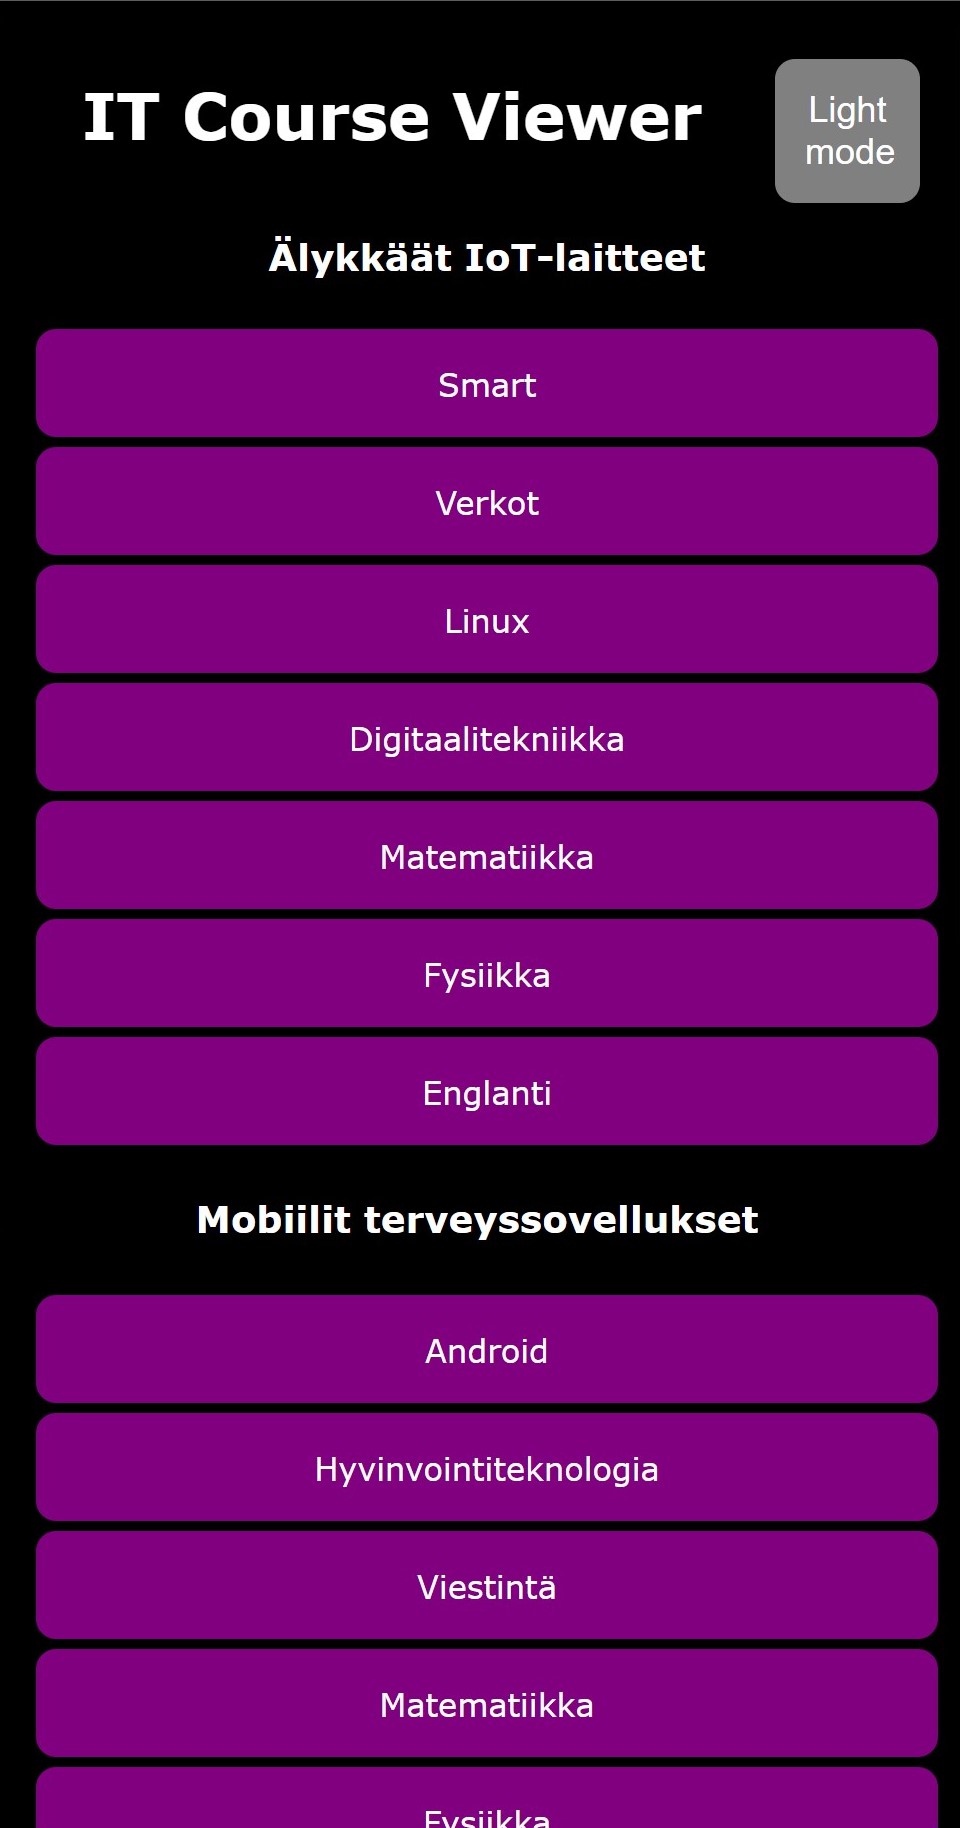 IT Course Viewer
Light
mode
Älykkäät IoT-laitteet
Smart
Verkot
Linux
Digitaalitekniikka
Matematiikka
Fysiikka
Englanti
Mobiilit terveyssovellukset
Android
Hyvinvointiteknologia
Viestintä
Matematiikka
Fysiikka